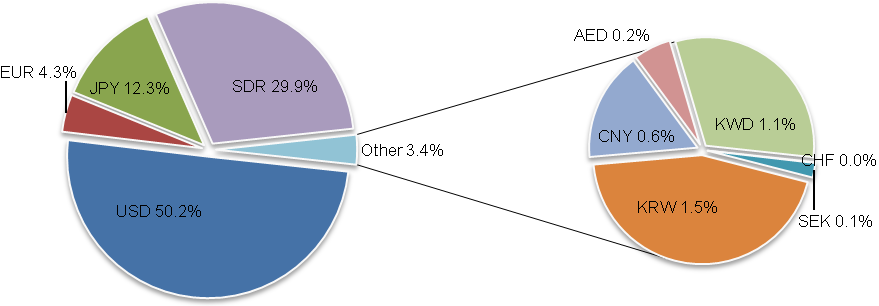 EUR 4.3%
JPY 12.3%
SDR 29.9%
Other 3.4%
USD 50.2%
AED 0.2%
KWD 1.1%
CNY 0.6%
CHF 0.0%
KRW 1.5%
SEK 0.1%